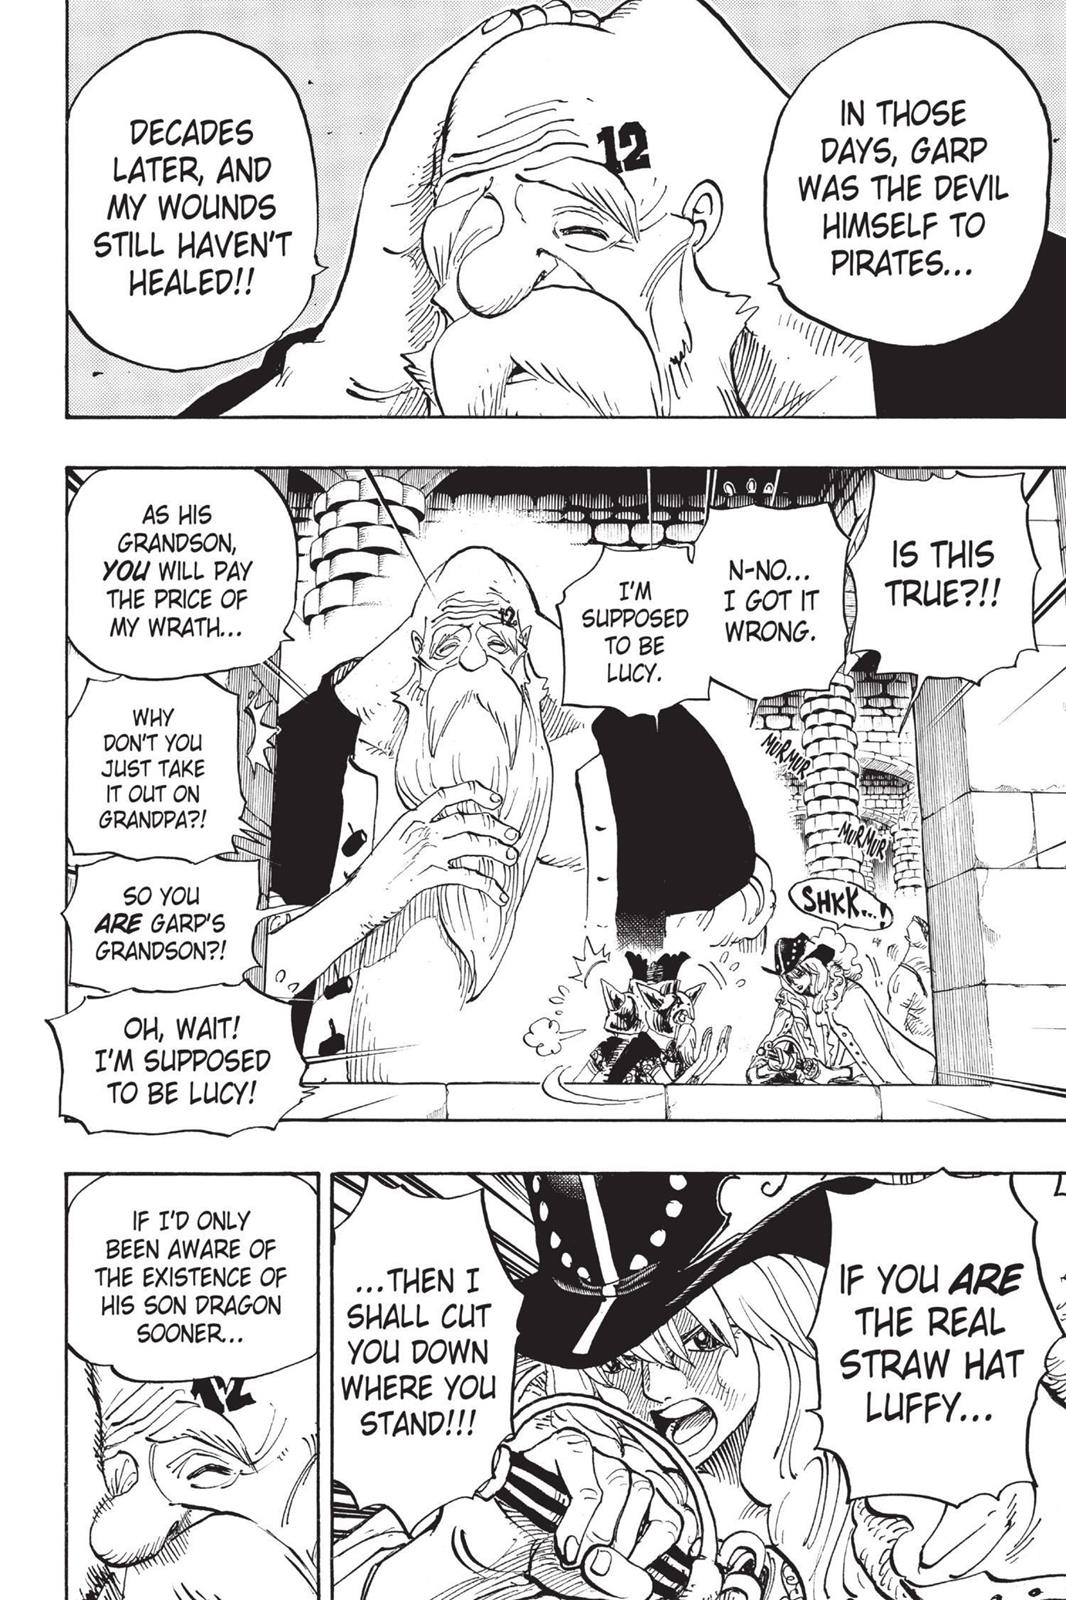 IN THOSE
DAYS, GARP
WAS THE DEVIL
HIMSELF TO
PIRATES...
12
DECADES
LATER, AND
MY WOUNDS
STILL HAVEN'T
HEALED!!
IS THIS
TRUE?!!
N-NO...
I GOT IT
WRONG.
I'M
SUPPOSED
TO BE
LUCY.
MURMUR
MURMUR
SHKK...!
12
AS HIS
GRANDSON,
YOU WILL PAY
THE PRICE OF
MY WRATH...
WHY
DON'T YOU
JUST TAKE
IT OUT ON
GRANDPA?!
SO YOU
ARE GARP'S
GRANDSON?!
OH, WAIT!
I'M SUPPOSED
TO BE LUCY!
IF YOU ARE
THE REAL
STRAW HAT
LUFFY...
...THEN I
SHALL CUT
YOU DOWN
WHERE YOU
STAND!!!
IF I'D ONLY
BEEN AWARE OF
THE EXISTENCE OF
HIS SON DRAGON
SOONER...
12